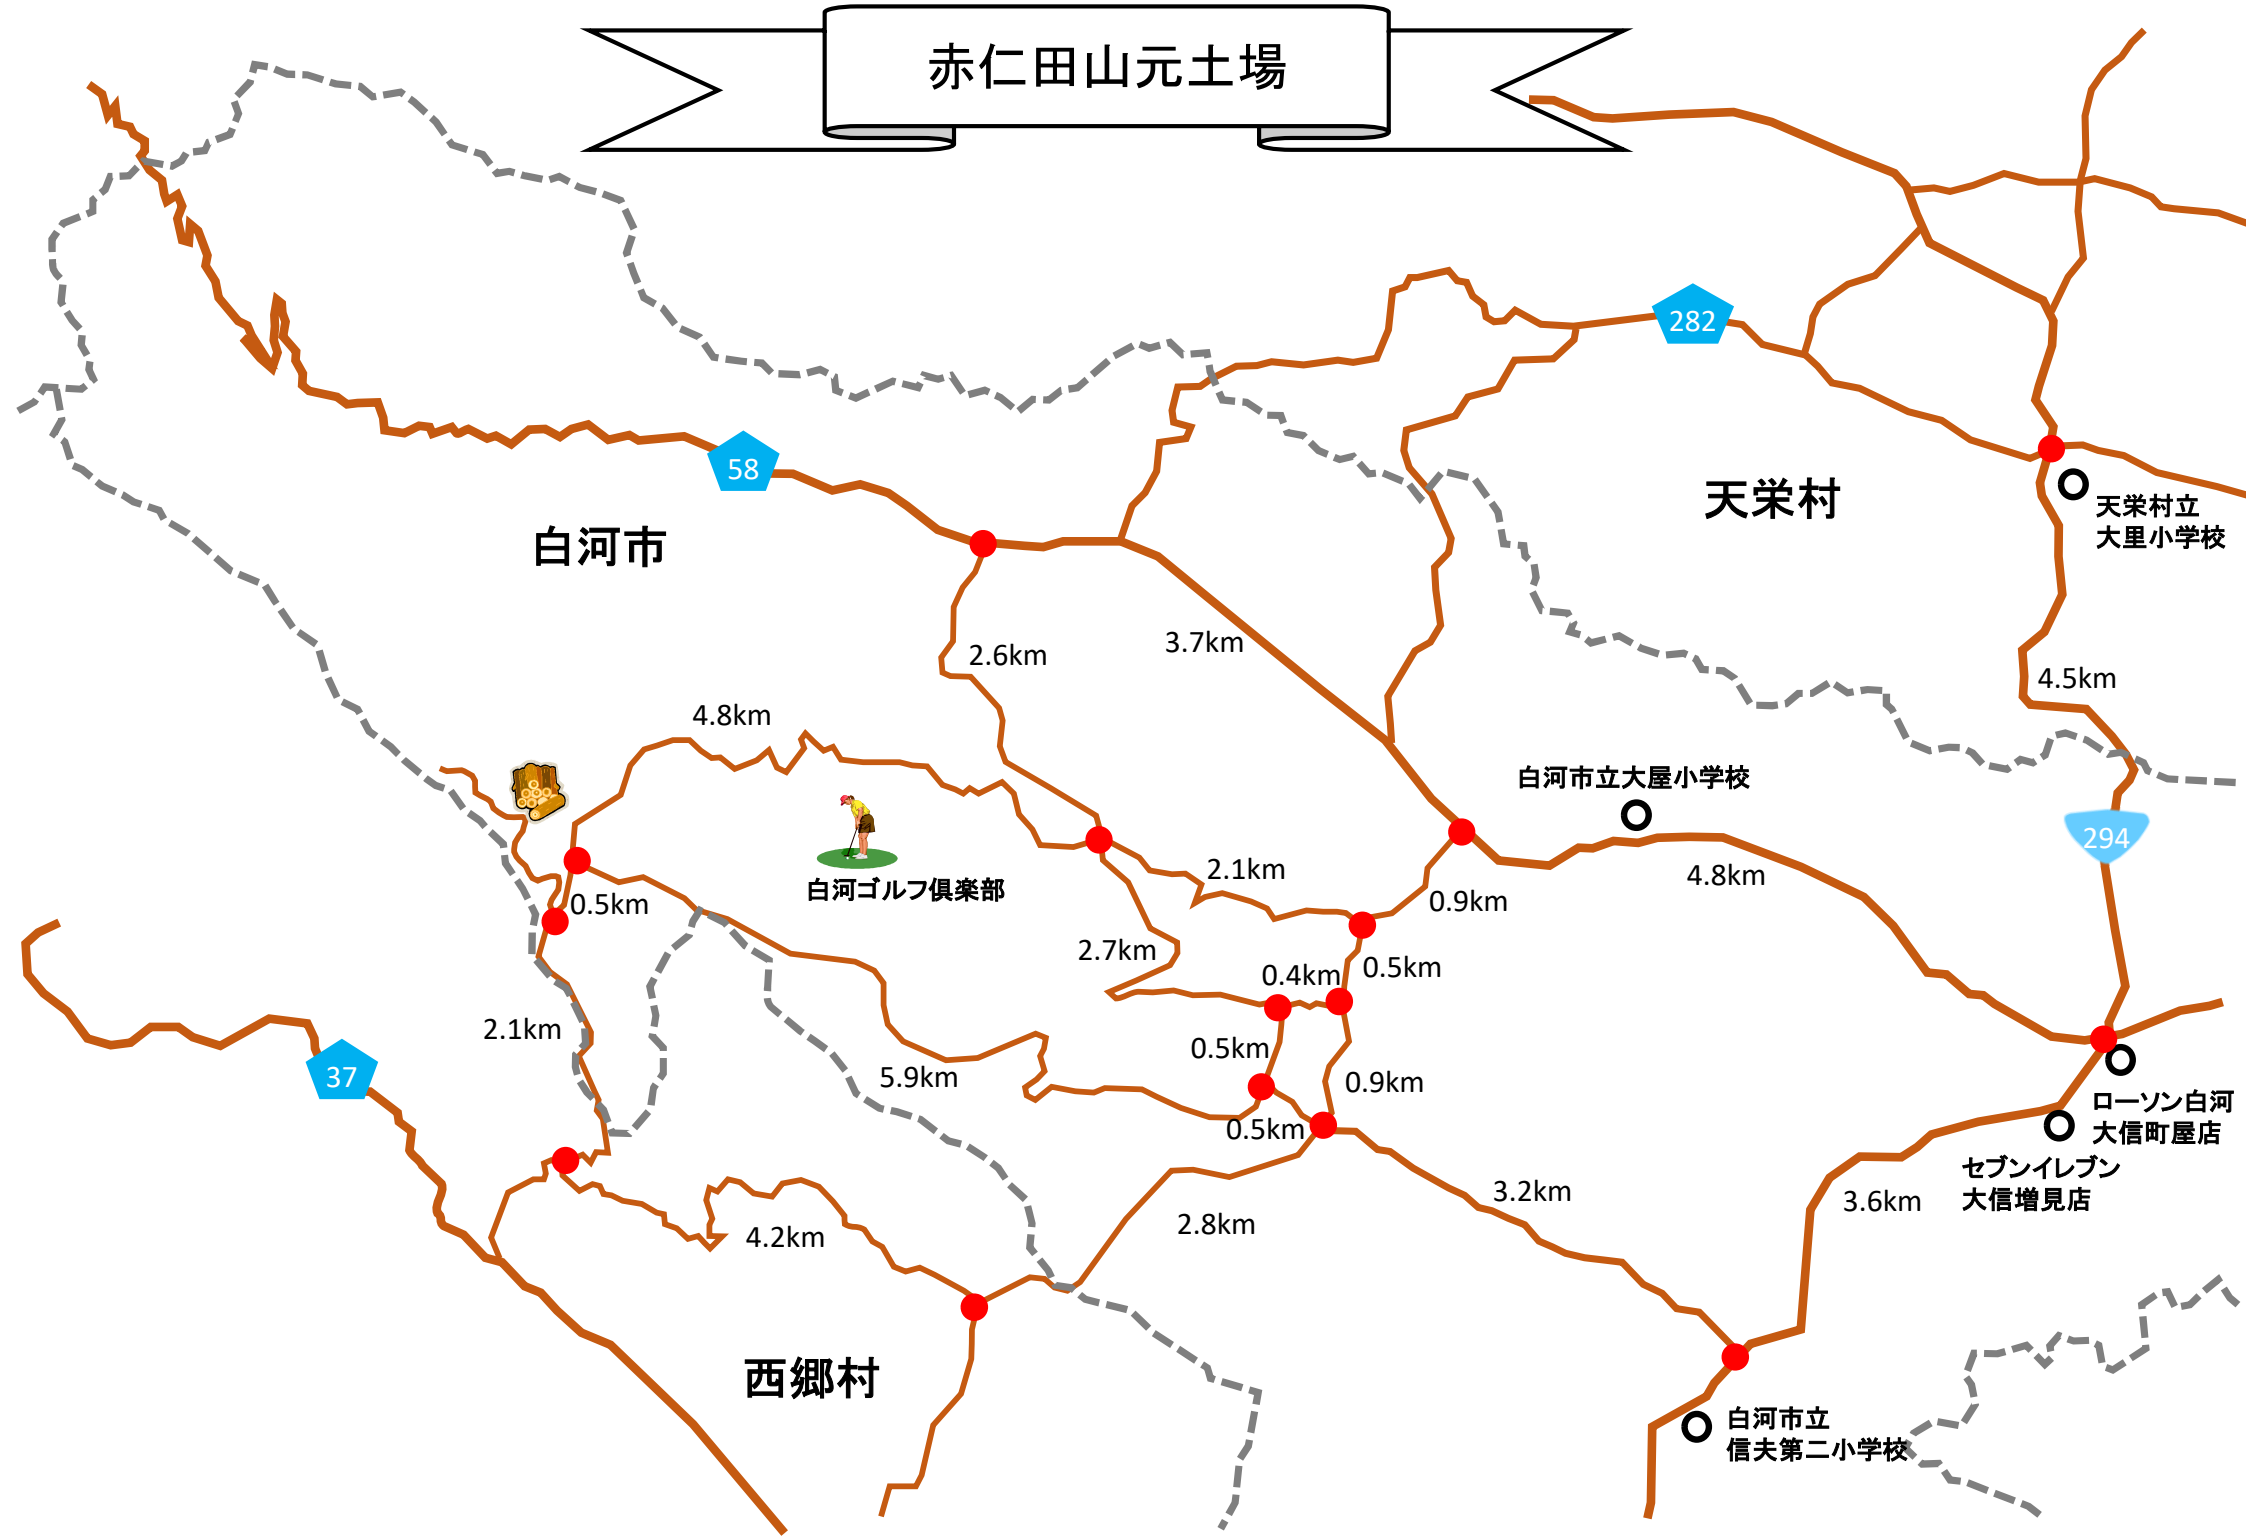 赤仁田山元土場
282
58
天栄村
天栄村立
大里小学校
白河市
3.7km
2.6km
4.5km
4.8km
白河市立大屋小学校
294
2.1km
4.8km
白河ゴルフ倶楽部
0.5km
0.9km
2.7km
0.4km
0.5km
2.1km
0.5km
37
5.9km
0.9km
ローソン白河
大信町屋店
0.5km
セブンイレブン
大信増見店
3.2km
3.6km
2.8km
4.2km
西郷村
白河市立
信夫第二小学校